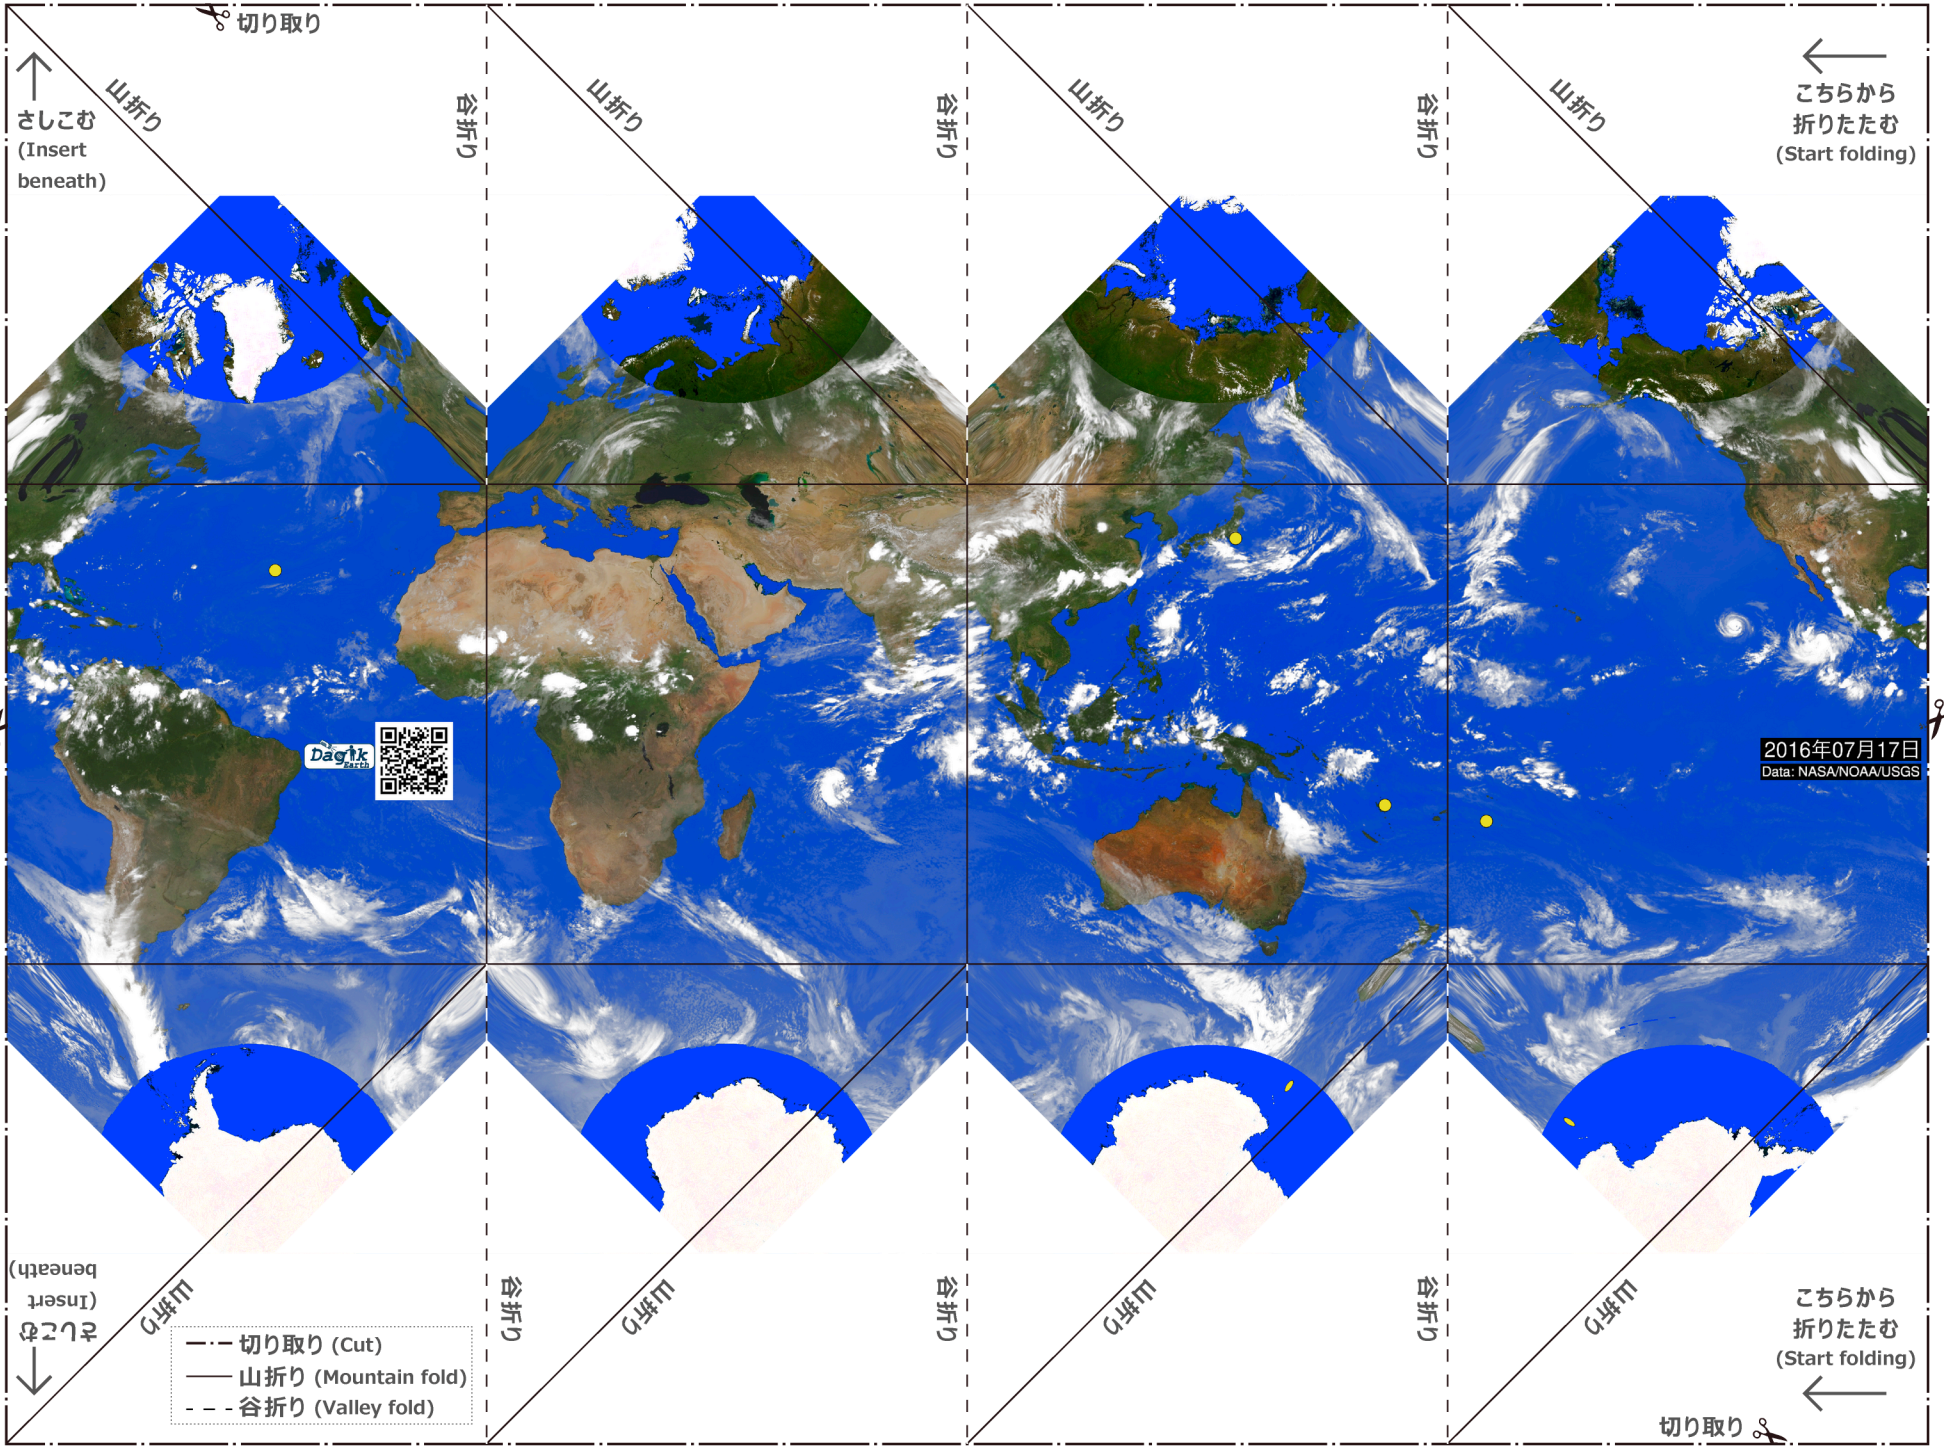 切り取り
山折り
谷折り
山折り
谷折り
山折り
谷折り
山折り
さしこむ
(Insert
beneath)
こちらから
折りたたむ
(Start folding)
Dagik
Earth
2016年07月17日
Data: NASA/NOAA/USGS
さしこむ
(Insert
beneath)
山折り
谷折り
山折り
谷折り
山折り
谷折り
山折り
こちらから
折りたたむ
(Start folding)
切り取り (Cut)
山折り (Mountain fold)
谷折り (Valley fold)
切り取り